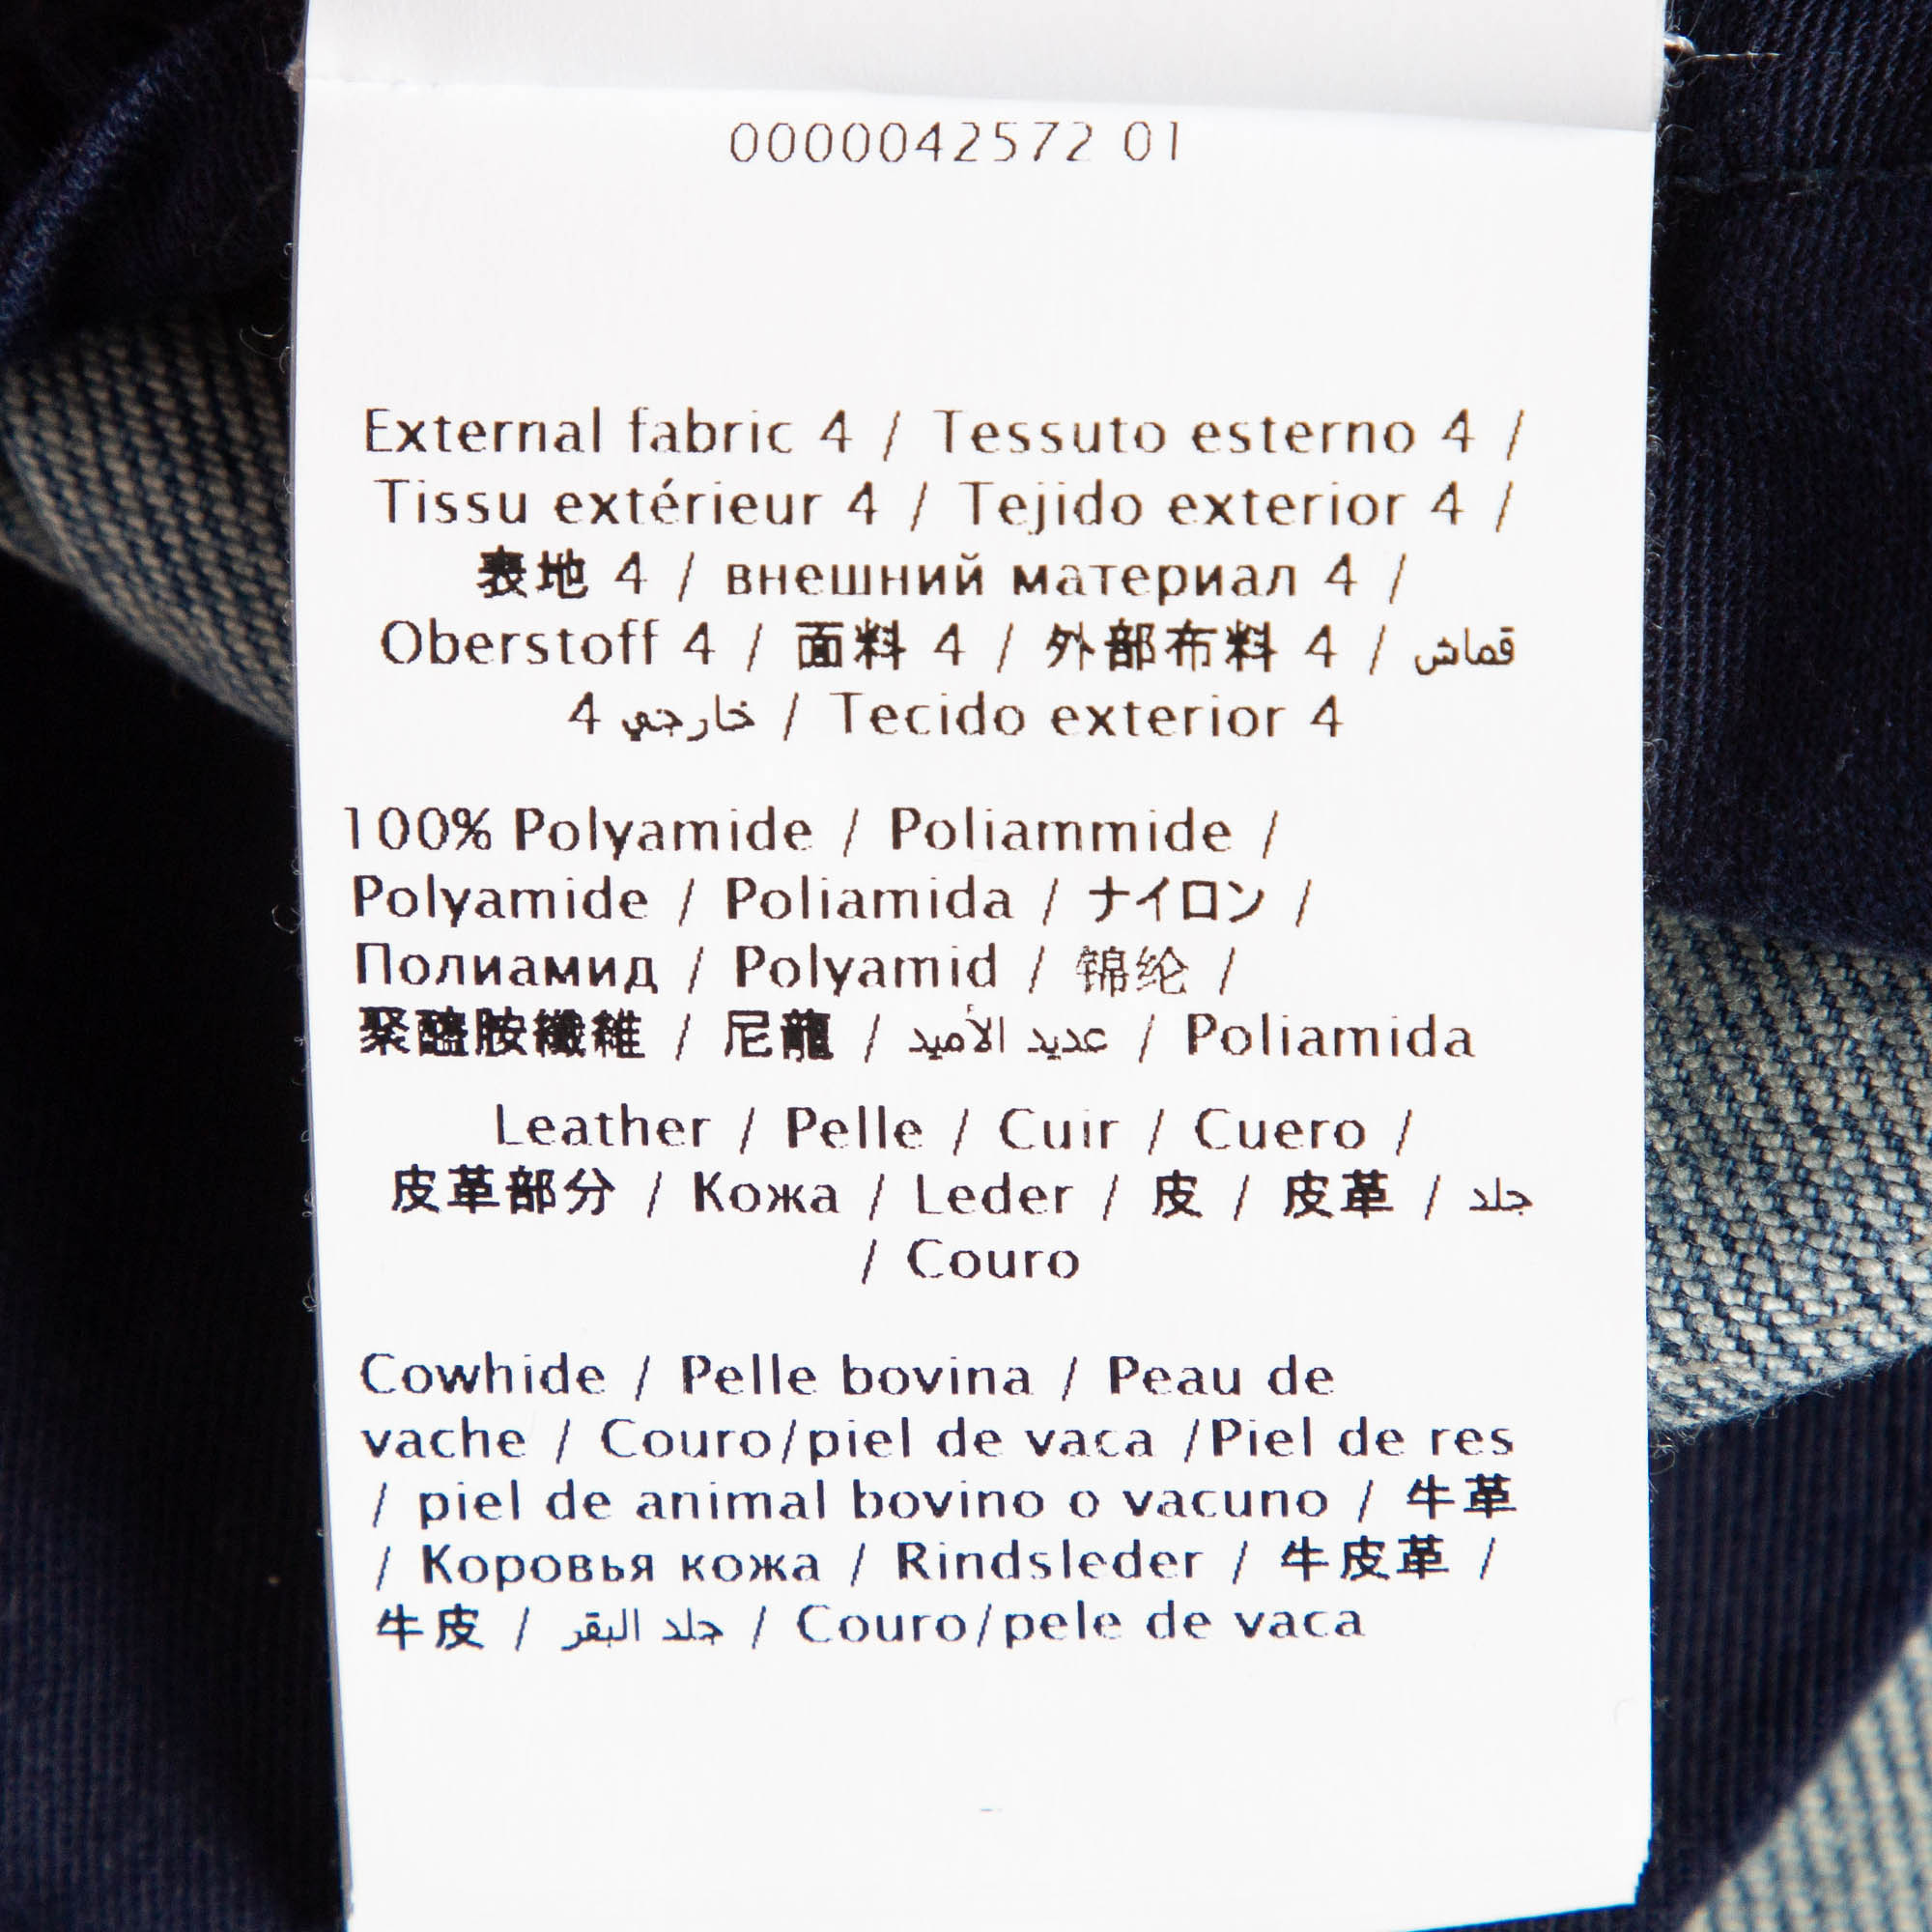 0000042572 01
External fabric 4 / Tessuto esterno 4 /
Tissu extérieur 4 / Tejido exterior 4 /
表地 4 / внешний материал 4 /
Oberstoff 4 / 面料 4 / 外部布料 4 / قماش
خارجي 4 / Tecido exterior 4
100% Polyamide / Poliammide /
Polyamide / Poliamida / ナイロン /
Полиамид / Polyamid / 锦纶 /
聚醯胺纖維 / 尼龍 / عديد الأميد / Poliamida
Leather / Pelle / Cuir / Cuero /
皮革部分 / Кожа / Leder / 皮 / 皮革 / جلد
/ Couro
Cowhide / Pelle bovina / Peau de
vache / Couro/piel de vaca /Piel de res
/ piel de animal bovino o vacuno / 牛革
/ Коровья кожа / Rindsleder / 牛皮革 /
牛皮 / جلد البقر / Couro/pele de vaca